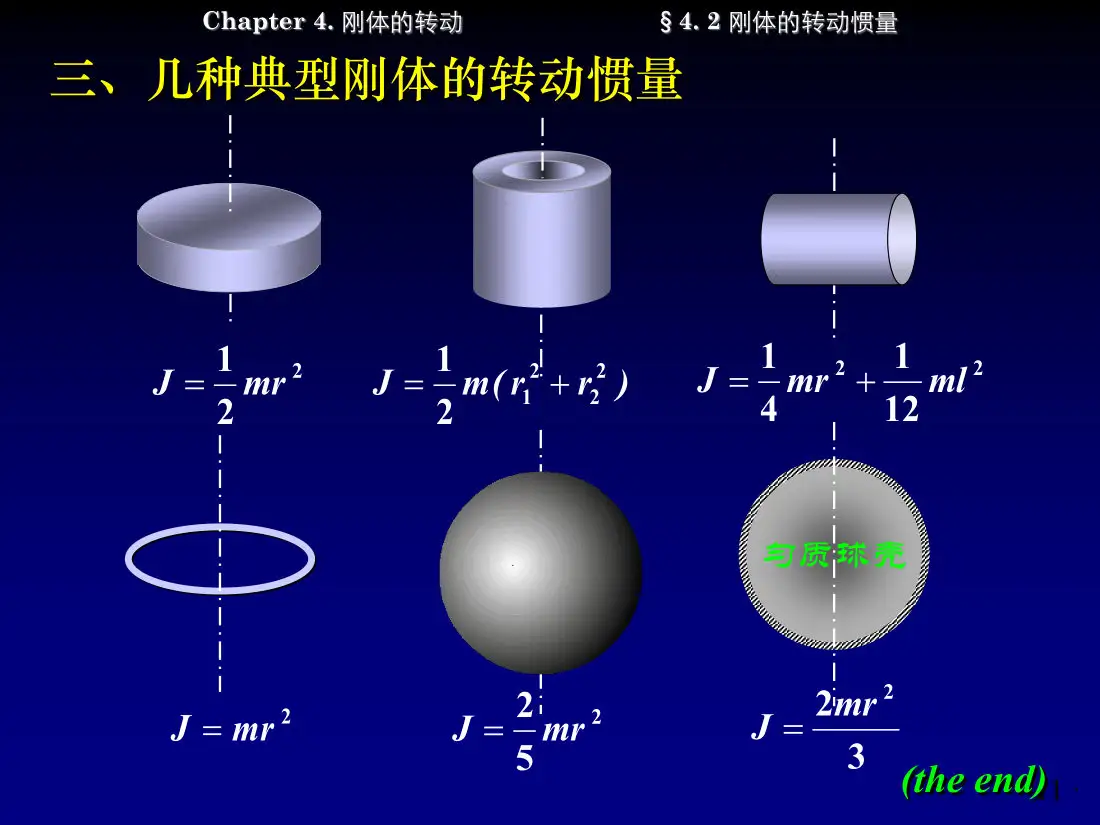 Chapter 4. 刚体的转动 §4. 2 刚体的转动惯量
三、几种典型刚体的转动惯量
J = 1/2 mr²
J = 1/2 m( r₁² + r₂² )
J = 1/4 mr² + 1/12 ml²
匀质球壳
J = mr²
J = 2/5 mr²
J = 2mr²/3
(the end)